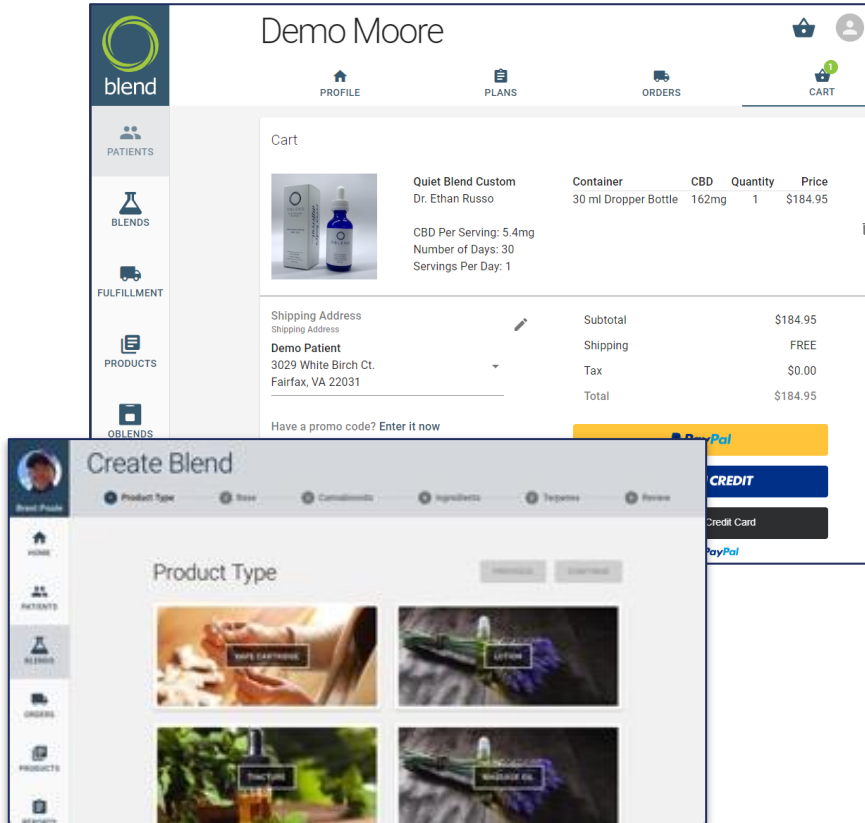 blend
Demo Moore
PROFILE
PLANS
ORDERS
1
CART
PATIENTS
BLENDS
FULFILLMENT
PRODUCTS
OBLENDS
Cart
Quiet Blend Custom
Dr. Ethan Russo
CBD Per Serving: 5.4mg
Number of Days: 30
Servings Per Day: 1
Container CBD Quantity Price
30 ml Dropper Bottle 162mg 1 $184.95
Shipping Address
Shipping Address
Demo Patient
3029 White Birch Ct.
Fairfax, VA 22031
Have a promo code? Enter it now
Subtotal $184.95
Shipping FREE
Tax $0.00
Total $184.95
PayPal
CREDIT
Credit Card
PayPal
Brent Poole
Create Blend
Product Type
Base
Cannabinoids
Ingredients
Terpenes
Review
HOME
PATIENTS
BLENDS
ORDERS
PRODUCTS
REPORTS
Product Type
PREVIOUS
CONTINUE
VAPE CARTRIDGE
LOTION
TINCTURE
MASSAGE OIL